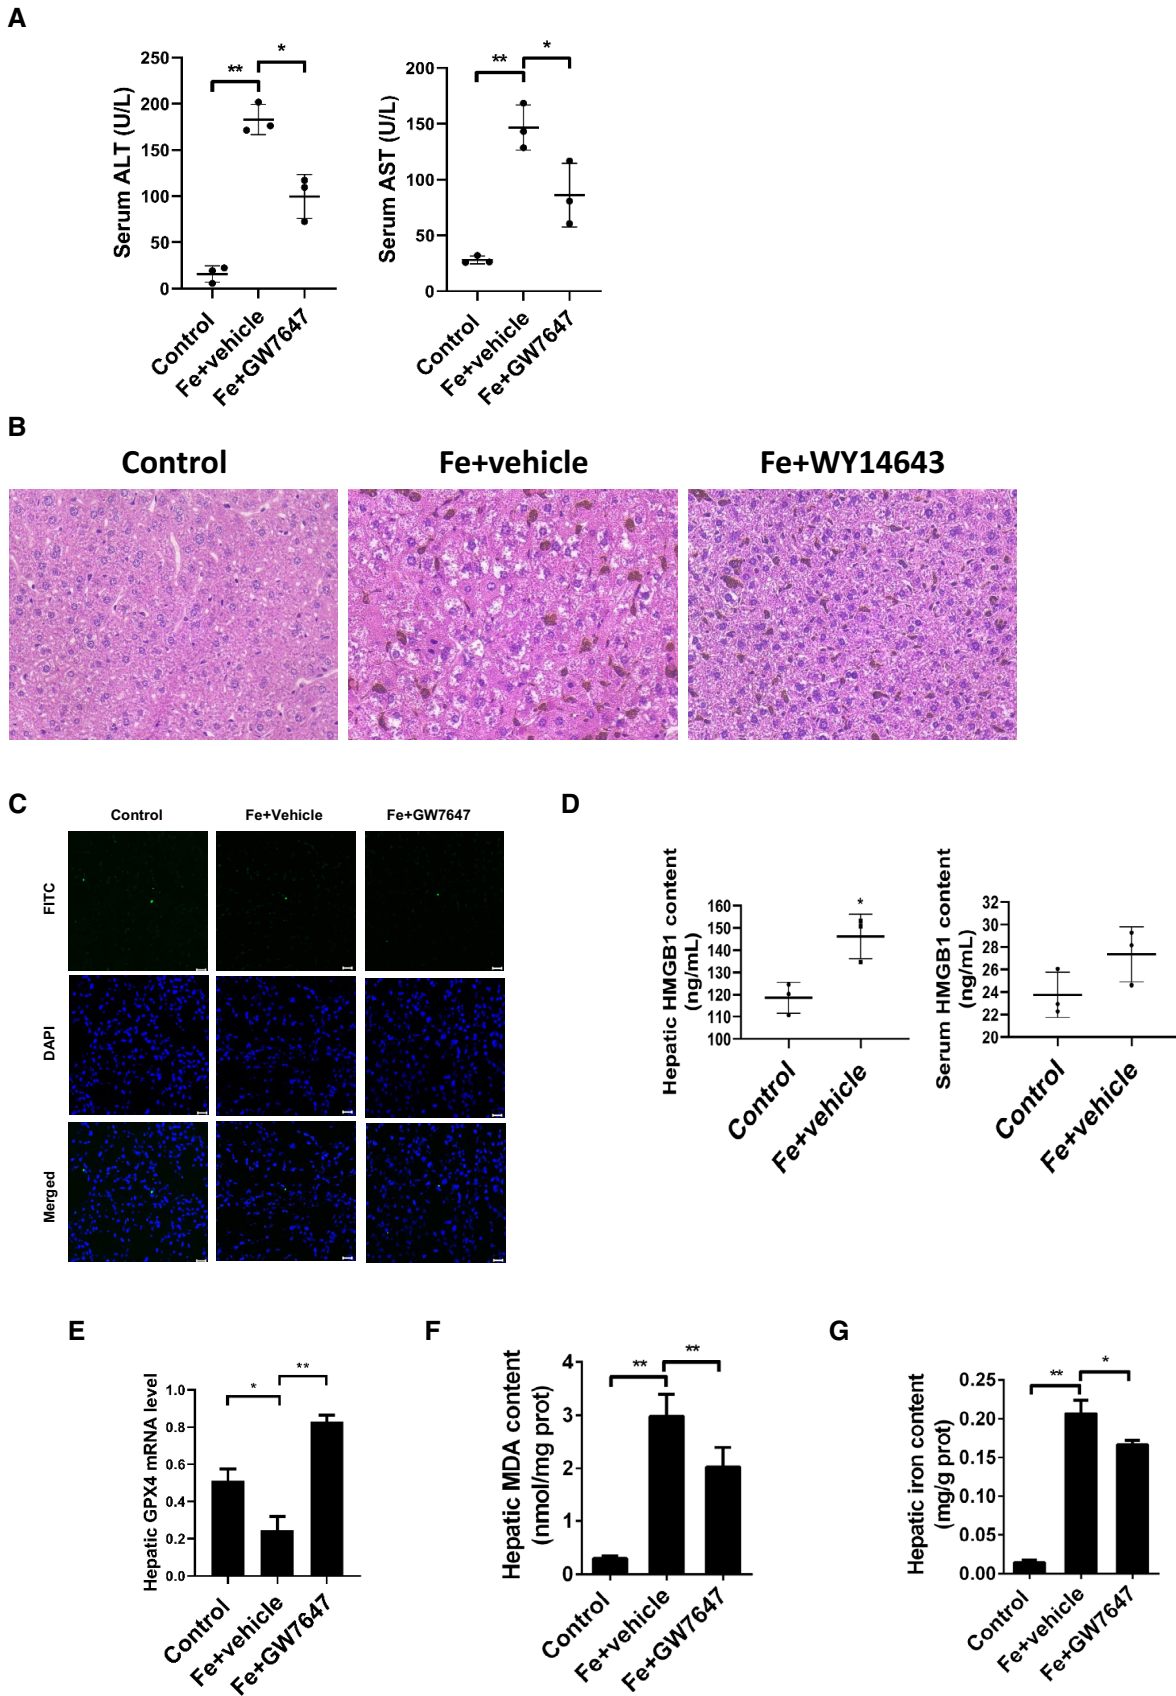 A
Serum ALT (U/L)
250
200
150
100
50
0
**
*
Control
Fe+vehicle
Fe+GW7647
Serum AST (U/L)
200
150
100
50
0
**
*
Control
Fe+vehicle
Fe+GW7647
B
Control
Fe+vehicle
Fe+WY14643
C
Control
Fe+Vehicle
Fe+GW7647
FITC
DAPI
Merged
D
Hepatic HMGB1 content
(ng/mL)
160
150
140
130
120
110
100
*
Control
Fe+vehicle
Serum HMGB1 content
(ng/mL)
32
30
28
26
24
22
20
Control
Fe+vehicle
E
Hepatic GPX4 mRNA level
1.0
0.8
0.6
0.4
0.2
0.0
*
**
Control
Fe+vehicle
Fe+GW7647
F
Hepatic MDA content
(nmol/mg prot)
4
3
2
1
0
**
**
Control
Fe+vehicle
Fe+GW7647
G
Hepatic iron content
(mg/g prot)
0.25
0.20
0.15
0.10
0.05
0.00
**
*
Control
Fe+vehicle
Fe+GW7647